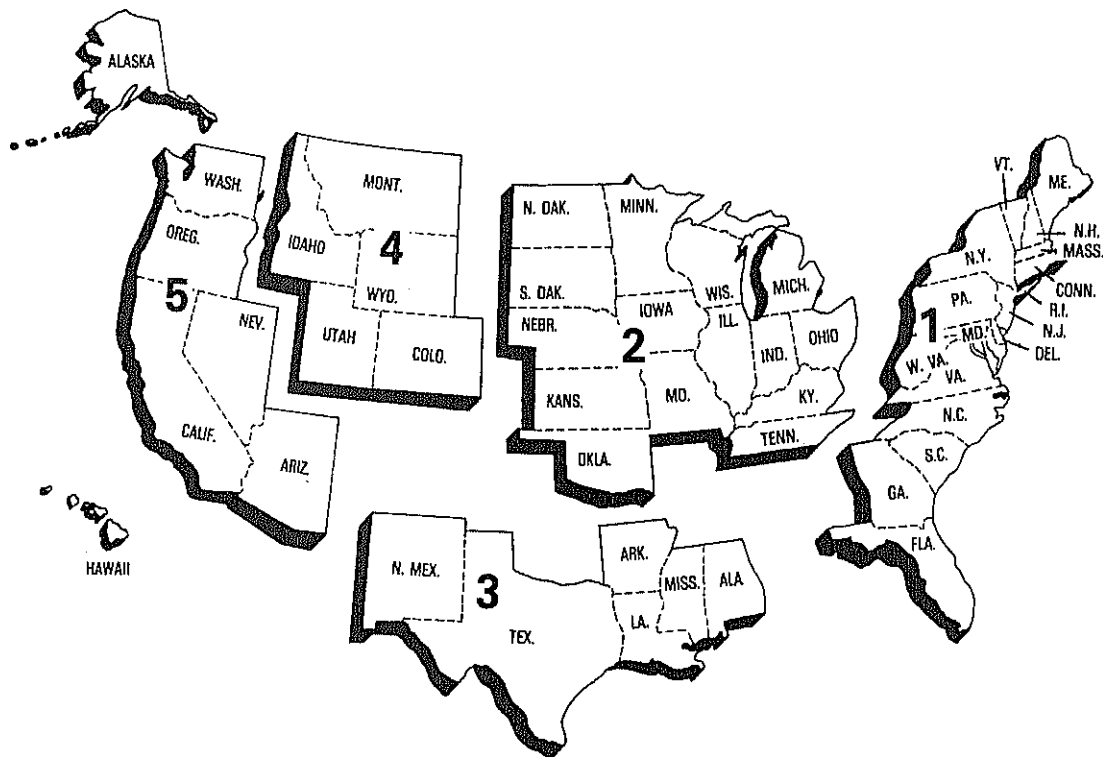 ALASKA
WASH.
OREG.
5
NEV.
CALIF.
ARIZ.
HAWAII
MONT.
IDAHO
4
WYO.
UTAH
COLO.
N. DAK.
MINN.
S. DAK.
WIS.
MICH.
NEBR.
IOWA
2
ILL.
IND.
OHIO
KANS.
MO.
KY.
OKLA.
TENN.
N. MEX.
3
TEX.
ARK.
LA.
MISS.
ALA
VT.
ME.
N.H.
MASS.
N.Y.
CONN.
R.I.
PA.
N.J.
1
MD.
DEL.
W. VA.
VA.
N.C.
S.C.
GA.
FLA.